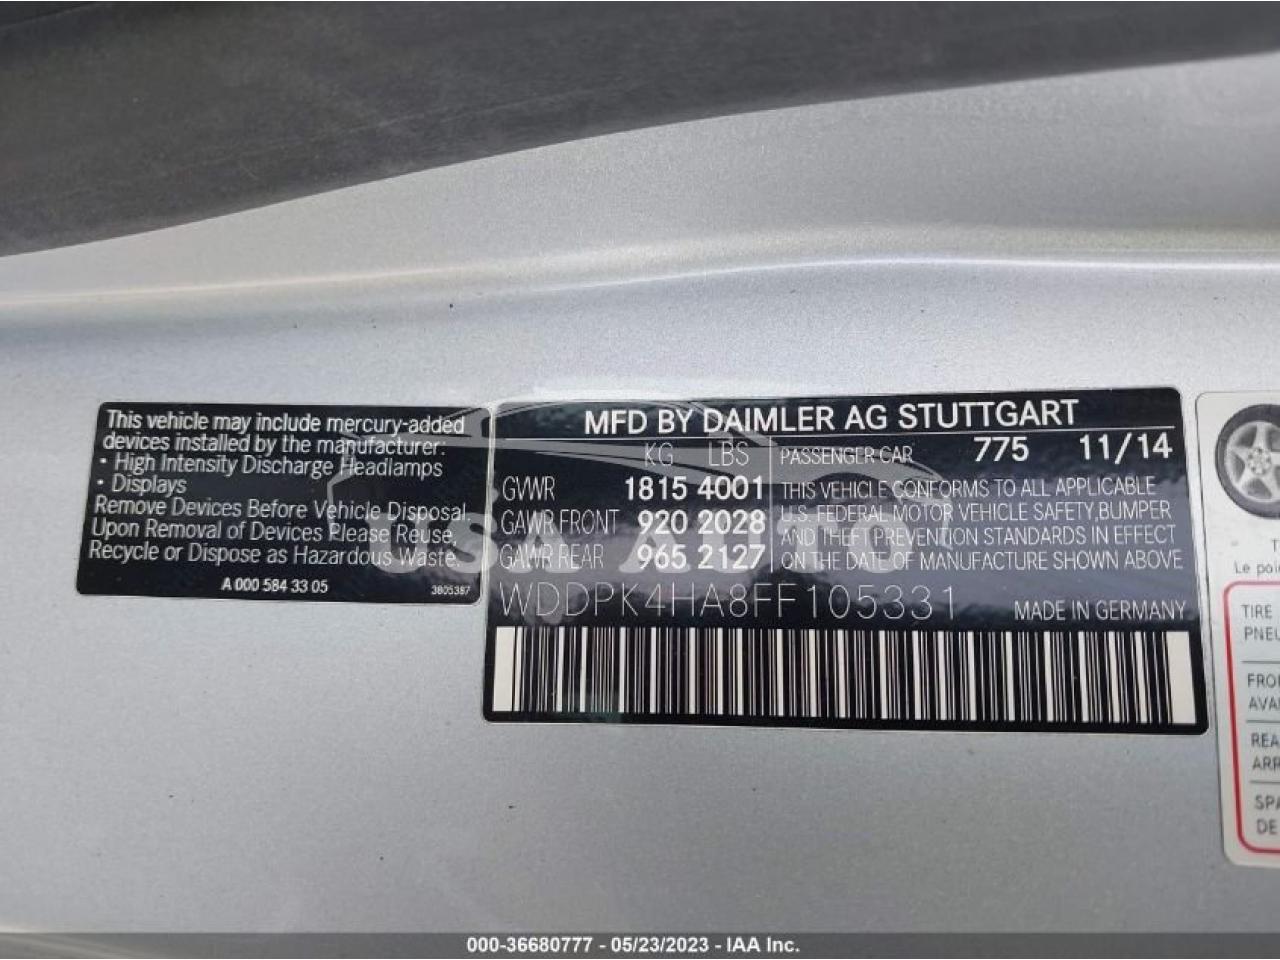 This vehicle may include mercury-added
devices installed by the manufacturer:
• High Intensity Discharge Headlamps
• Displays
Remove Devices Before Vehicle Disposal.
Upon Removal of Devices Please Reuse,
Recycle or Dispose as Hazardous Waste.
A 000 584 33 05
3805387
MFD BY DAIMLER AG STUTTGART
KG LBS PASSENGER CAR 775 11/14
GVWR 1815 4001 THIS VEHICLE CONFORMS TO ALL APPLICABLE
GAWR FRONT 920 2028 U.S. FEDERAL MOTOR VEHICLE SAFETY,BUMPER
AND THEFT PREVENTION STANDARDS IN EFFECT
GAWR REAR 965 2127 ON THE DATE OF MANUFACTURE SHOWN ABOVE
WDDPK4HA8FF105331 MADE IN GERMANY
USA AUTO
Le poi
TIRE
PNEU
FRO
AVA
REA
ARR
SPA
DE
000-36680777 - 05/23/2023 - IAA Inc.